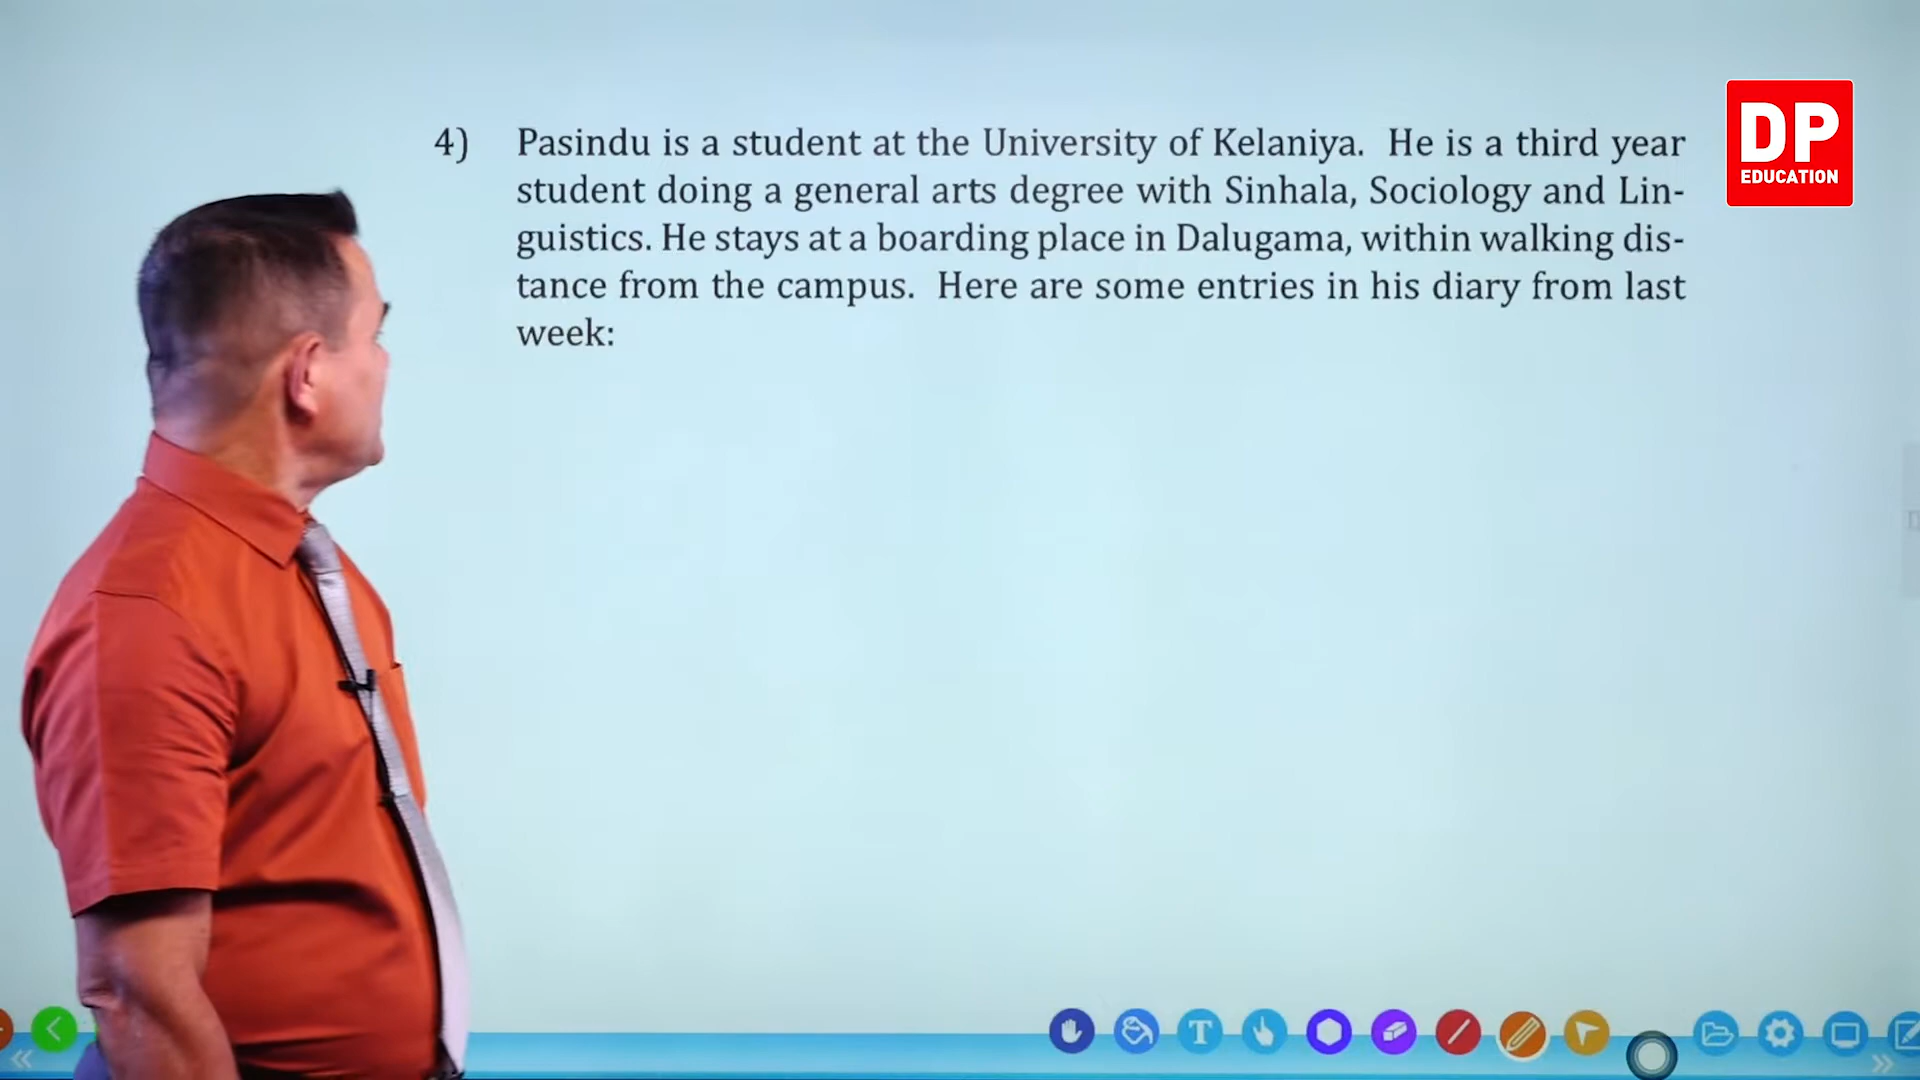 DP
EDUCATION
4) Pasindu is a student at the University of Kelaniya. He is a third year
student doing a general arts degree with Sinhala, Sociology and Lin-
guistics. He stays at a boarding place in Dalugama, within walking dis-
tance from the campus. Here are some entries in his diary from last
week:
T